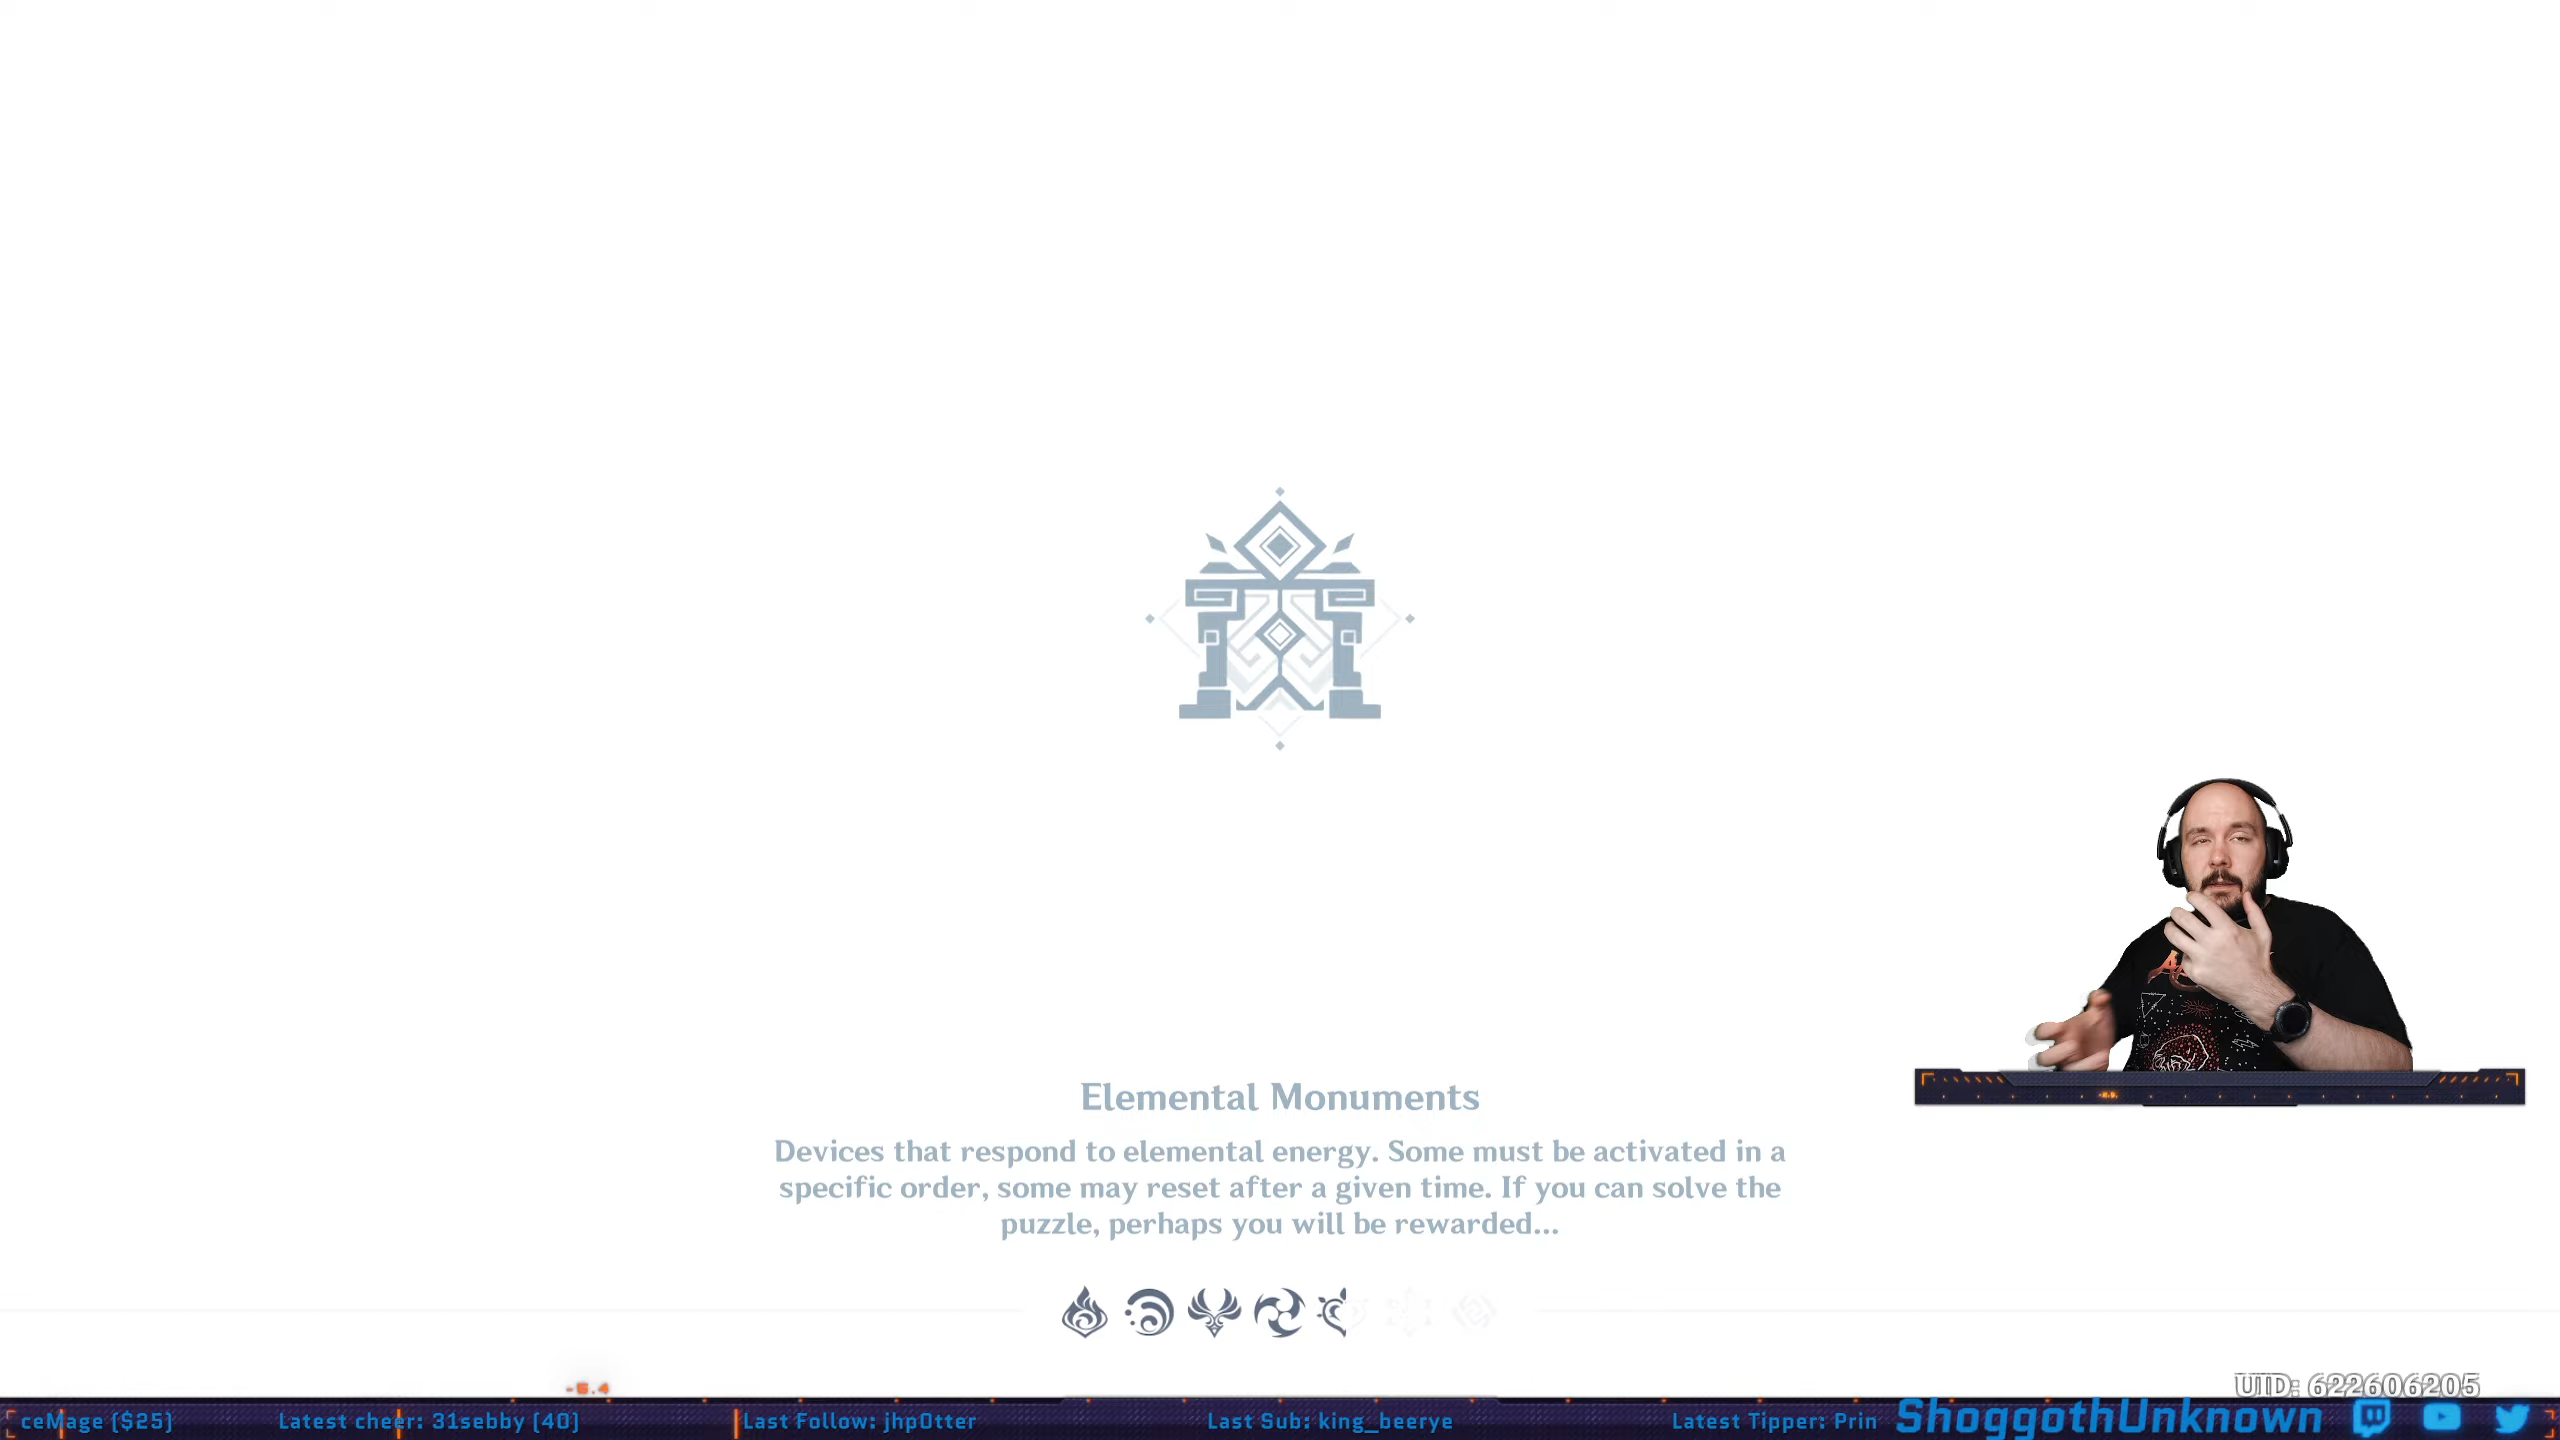 Elemental Monuments
Devices that respond to elemental energy. Some must be activated in a
specific order, some may reset after a given time. If you can solve the
puzzle, perhaps you will be rewarded...
UID: 622606205
ceMage ($25) Latest cheer: 31sebby (40) Last Follow: jhp0tter Last Sub: king_beerye Latest Tipper: Prin ShoggothUnknown